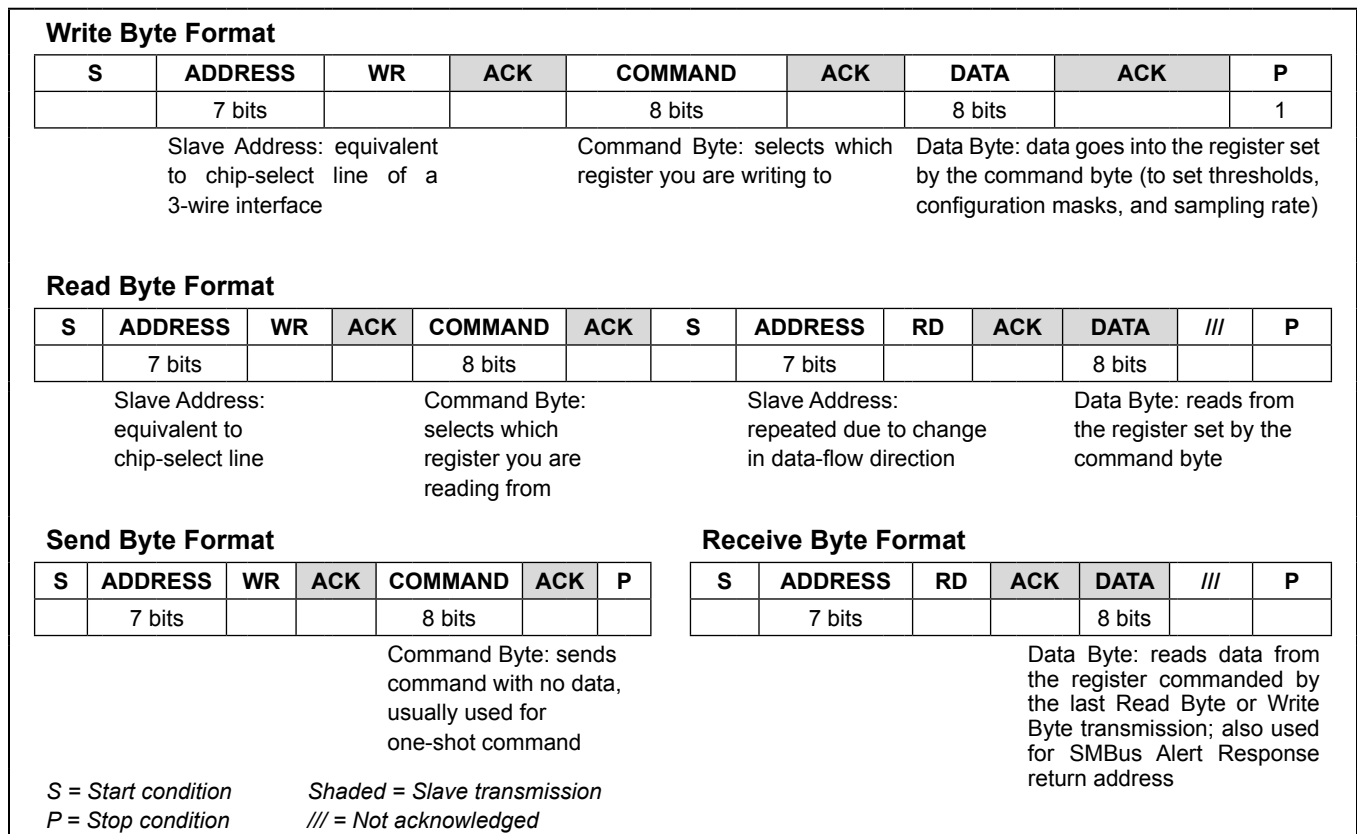 Write Byte Format
S ADDRESS WR ACK COMMAND ACK DATA ACK P
7 bits 8 bits 8 bits 1
Slave Address: equivalent
to chip-select line of a
3-wire interface
Command Byte: selects which
register you are writing to
Data Byte: data goes into the register set
by the command byte (to set thresholds,
configuration masks, and sampling rate)
Read Byte Format
S ADDRESS WR ACK COMMAND ACK S ADDRESS RD ACK DATA /// P
7 bits 8 bits 7 bits 8 bits
Slave Address:
equivalent to
chip-select line
Command Byte:
selects which
register you are
reading from
Slave Address:
repeated due to change
in data-flow direction
Data Byte: reads from
the register set by the
command byte
Send Byte Format
S ADDRESS WR ACK COMMAND ACK P
7 bits 8 bits
Command Byte: sends
command with no data,
usually used for
one-shot command
Receive Byte Format
S ADDRESS RD ACK DATA /// P
7 bits 8 bits
Data Byte: reads data from
the register commanded by
the last Read Byte or Write
Byte transmission; also used
for SMBus Alert Response
return address
S = Start condition Shaded = Slave transmission
P = Stop condition /// = Not acknowledged